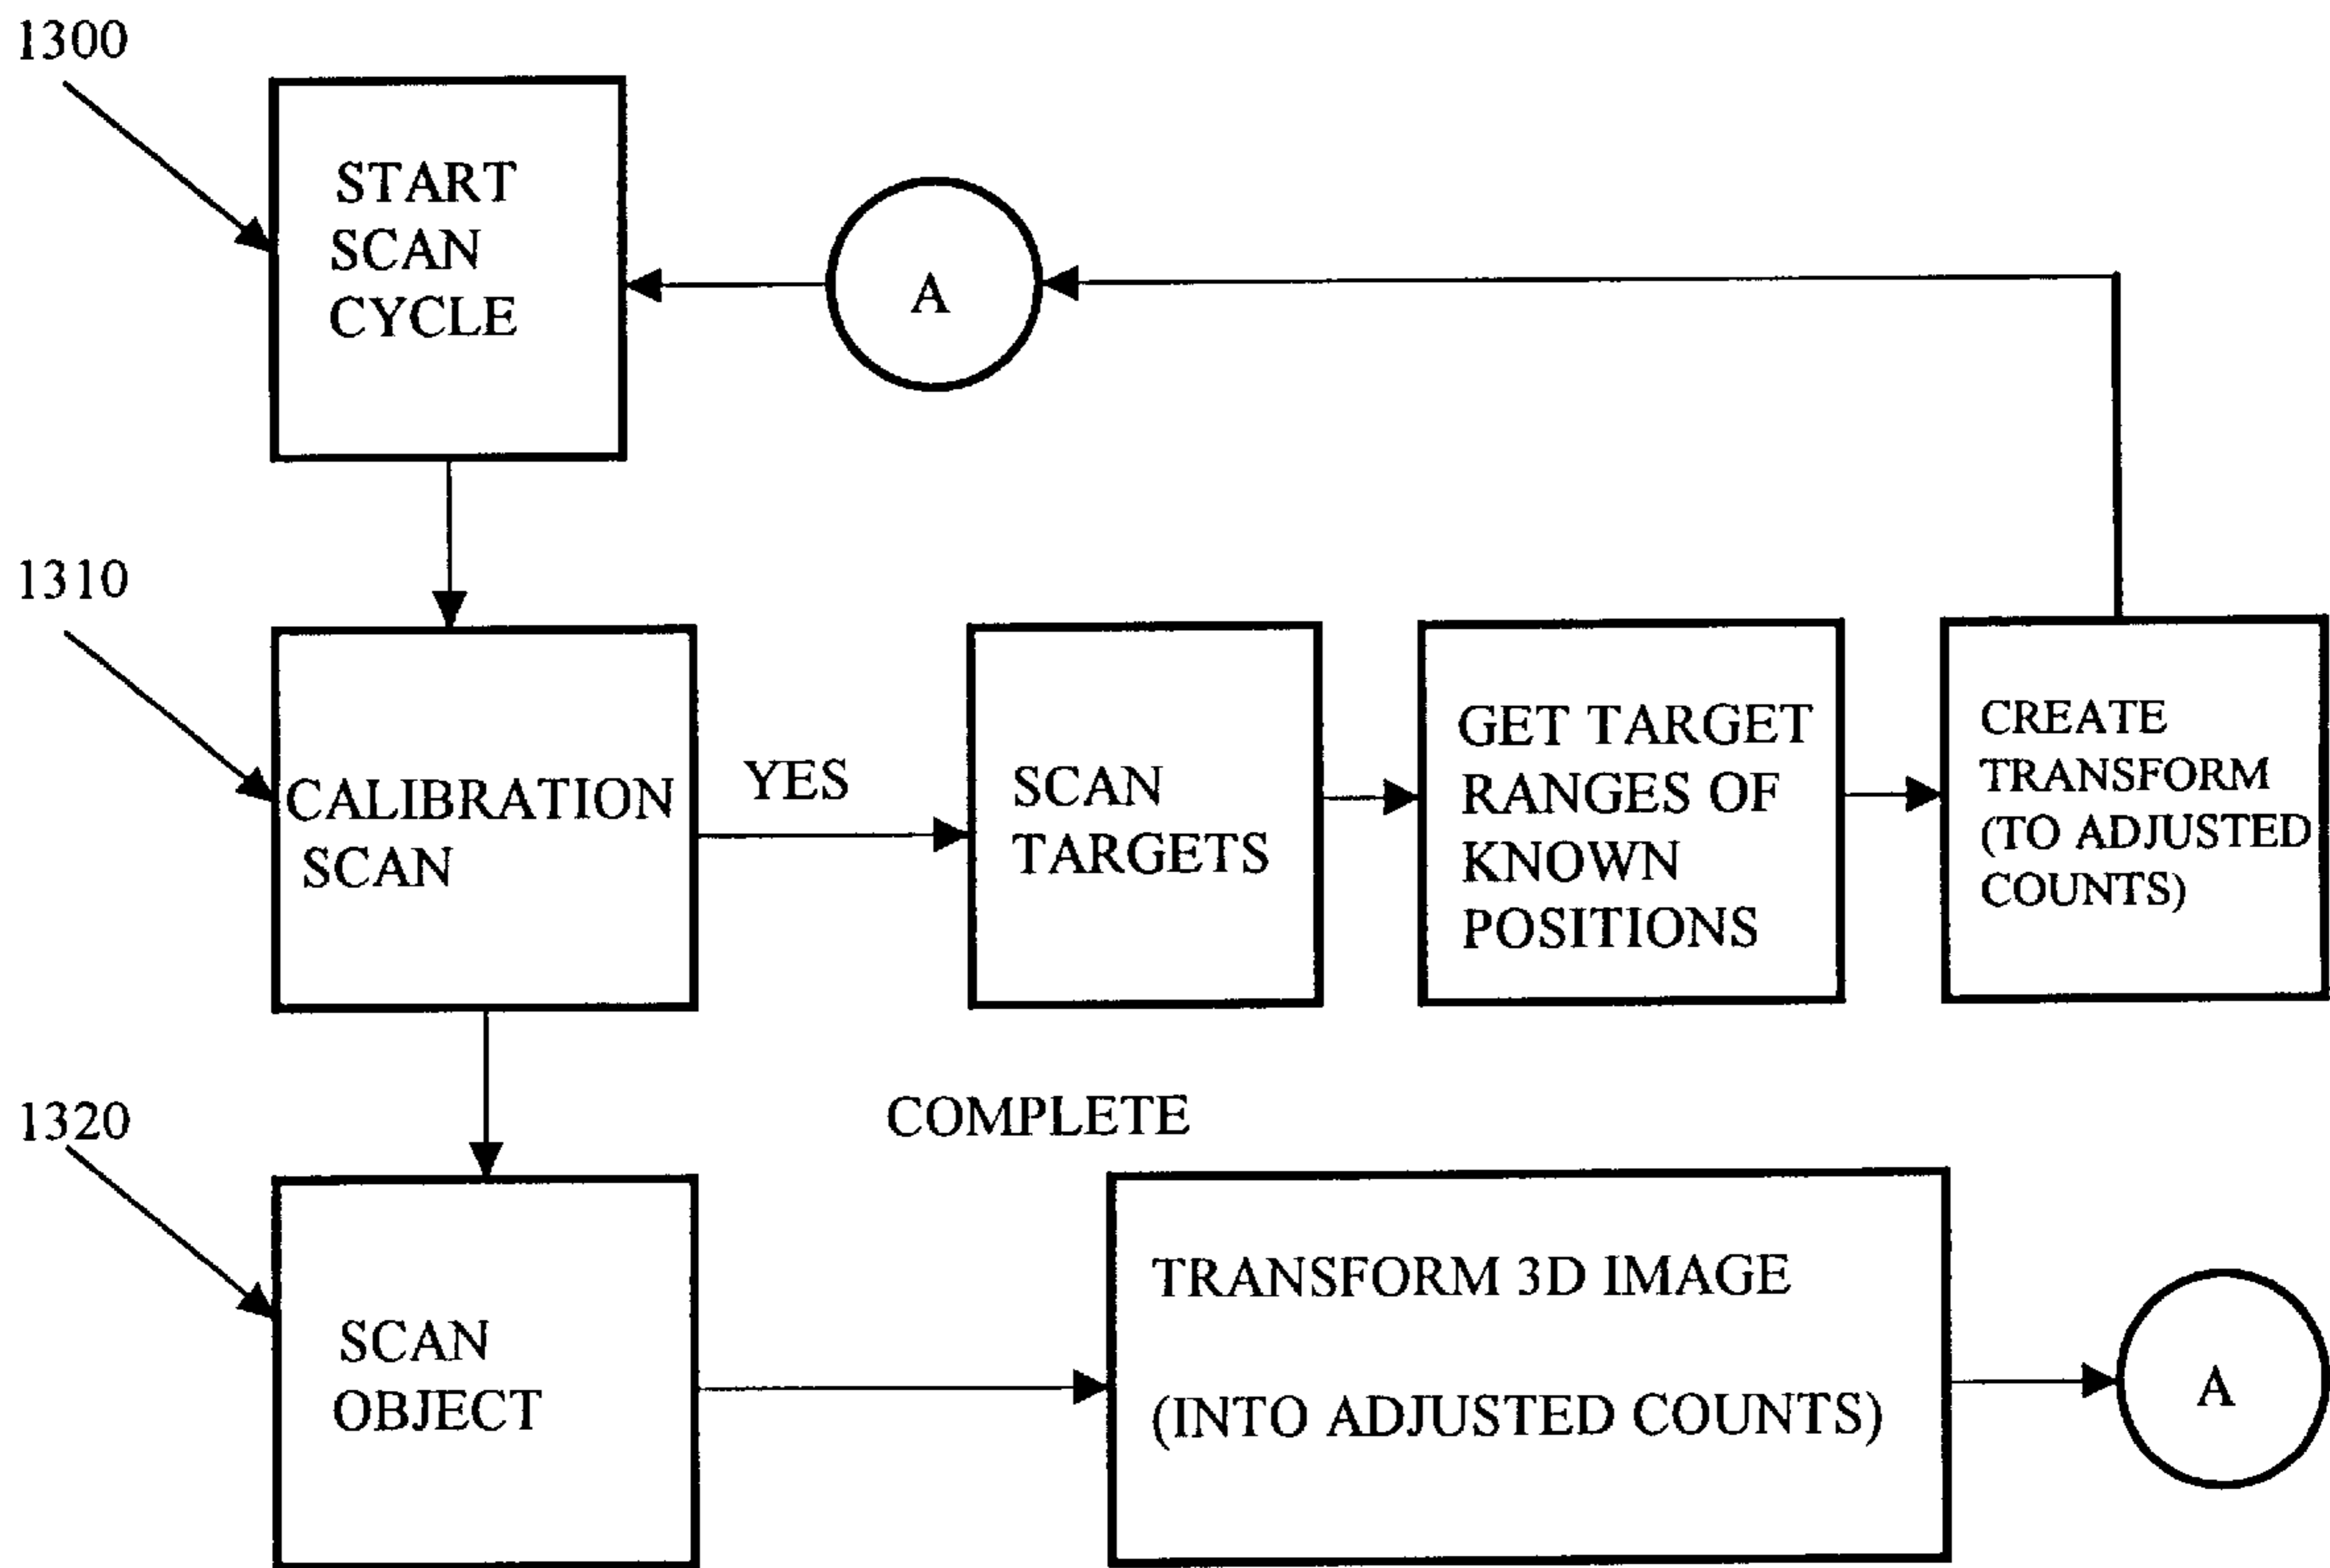 1300
START
SCAN
CYCLE
A
1310
CALIBRATION
SCAN
YES
SCAN
TARGETS
GET TARGET
RANGES OF
KNOWN
POSITIONS
CREATE
TRANSFORM
(TO ADJUSTED
COUNTS)
1320
COMPLETE
SCAN
OBJECT
TRANSFORM 3D IMAGE
(INTO ADJUSTED COUNTS)
A